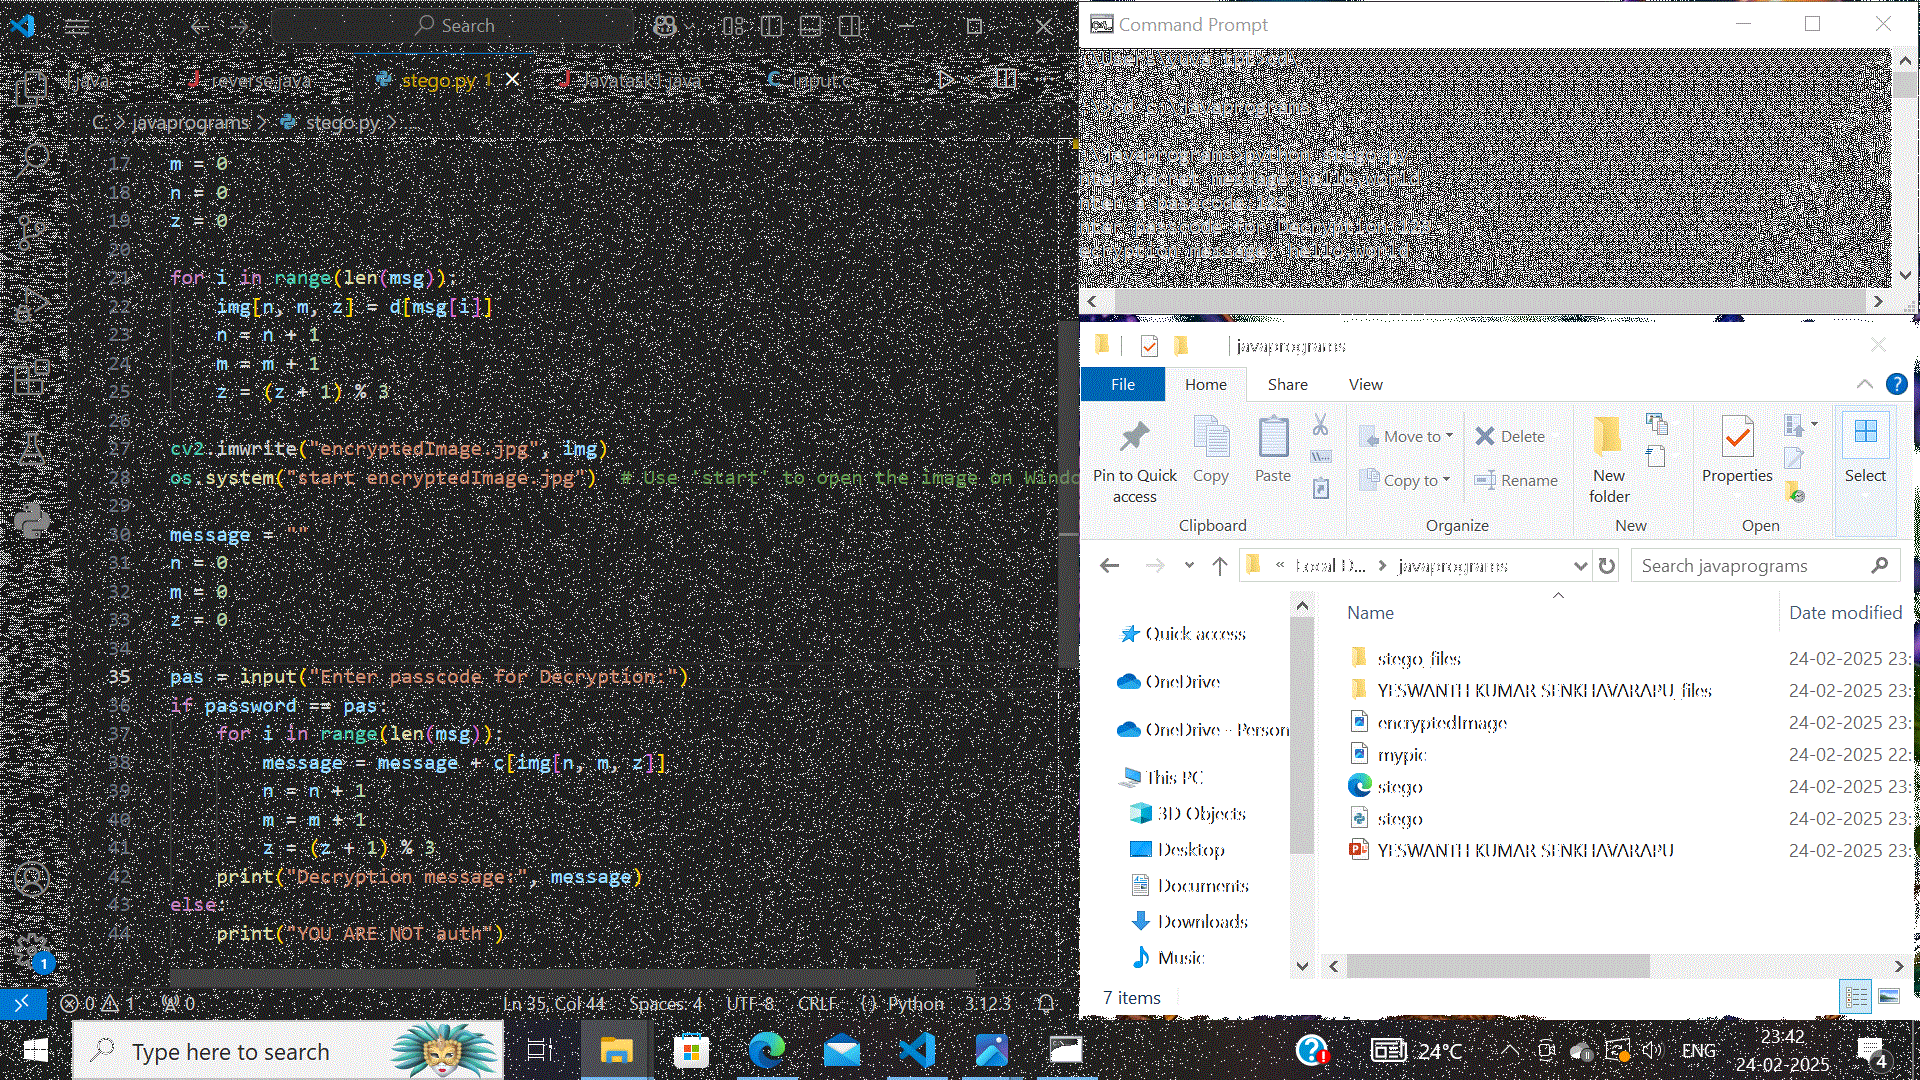 Search
1.java
reverse.java
stego.py 1
Javatask1.java
input.c
C: > javaprograms > stego.py > ...
17 m = 0
18 n = 0
19 z = 0
20
21 for i in range(len(msg)):
22 img[n, m, z] = d[msg[i]]
23 n = n + 1
24 m = m + 1
25 z = (z + 1) % 3
26
27 cv2.imwrite("encryptedImage.jpg", img)
28 os.system("start encryptedImage.jpg") # Use 'start' to open the image on Windo
29
30 message = ""
31 n = 0
32 m = 0
33 z = 0
34
35 pas = input("Enter passcode for Decryption:")
36 if password == pas:
37 for i in range(len(msg)):
38 message = message + c[img[n, m, z]]
39 n = n + 1
40 m = m + 1
41 z = (z + 1) % 3
42 print("Decryption message:", message)
43 else:
44 print("YOU ARE NOT auth")
1
0 1 0
Ln 35, Col 44 Spaces: 4 UTF-8 CRLF { } Python 3.12.3
Command Prompt
javaprograms
File Home Share View
Pin to Quick access
Copy
Paste
Clipboard
Move to
Copy to
Delete
Rename
Organize
New folder
New
Properties
Open
Select
« Local D... > javaprograms
Search javaprograms
Quick access
OneDrive
OneDrive - Person
This PC
3D Objects
Desktop
Documents
Downloads
Music
Name Date modified
stego_files 24-02-2025 23:
YESWANTH KUMAR SENKHAVARAPU_files 24-02-2025 23:
encryptedImage 24-02-2025 23:
mypic 24-02-2025 22:
stego 24-02-2025 23:
stego 24-02-2025 23:
YESWANTH KUMAR SENKHAVARAPU 24-02-2025 23:
7 items
Type here to search
24°C
ENG
23:42
24-02-2025
4